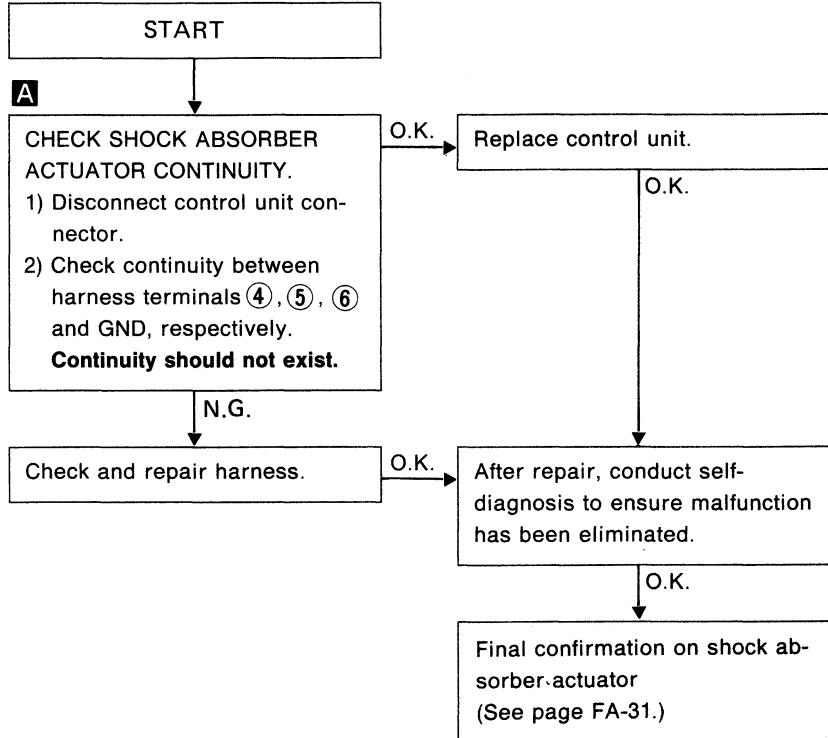 START
A
CHECK SHOCK ABSORBER
ACTUATOR CONTINUITY.
1) Disconnect control unit con-
nector.
2) Check continuity between
harness terminals ④, ⑤, ⑥
and GND, respectively.
Continuity should not exist.
O.K.
Replace control unit.
O.K.
N.G.
Check and repair harness.
O.K.
After repair, conduct self-
diagnosis to ensure malfunction
has been eliminated.
O.K.
Final confirmation on shock ab-
sorber actuator
(See page FA-31.)